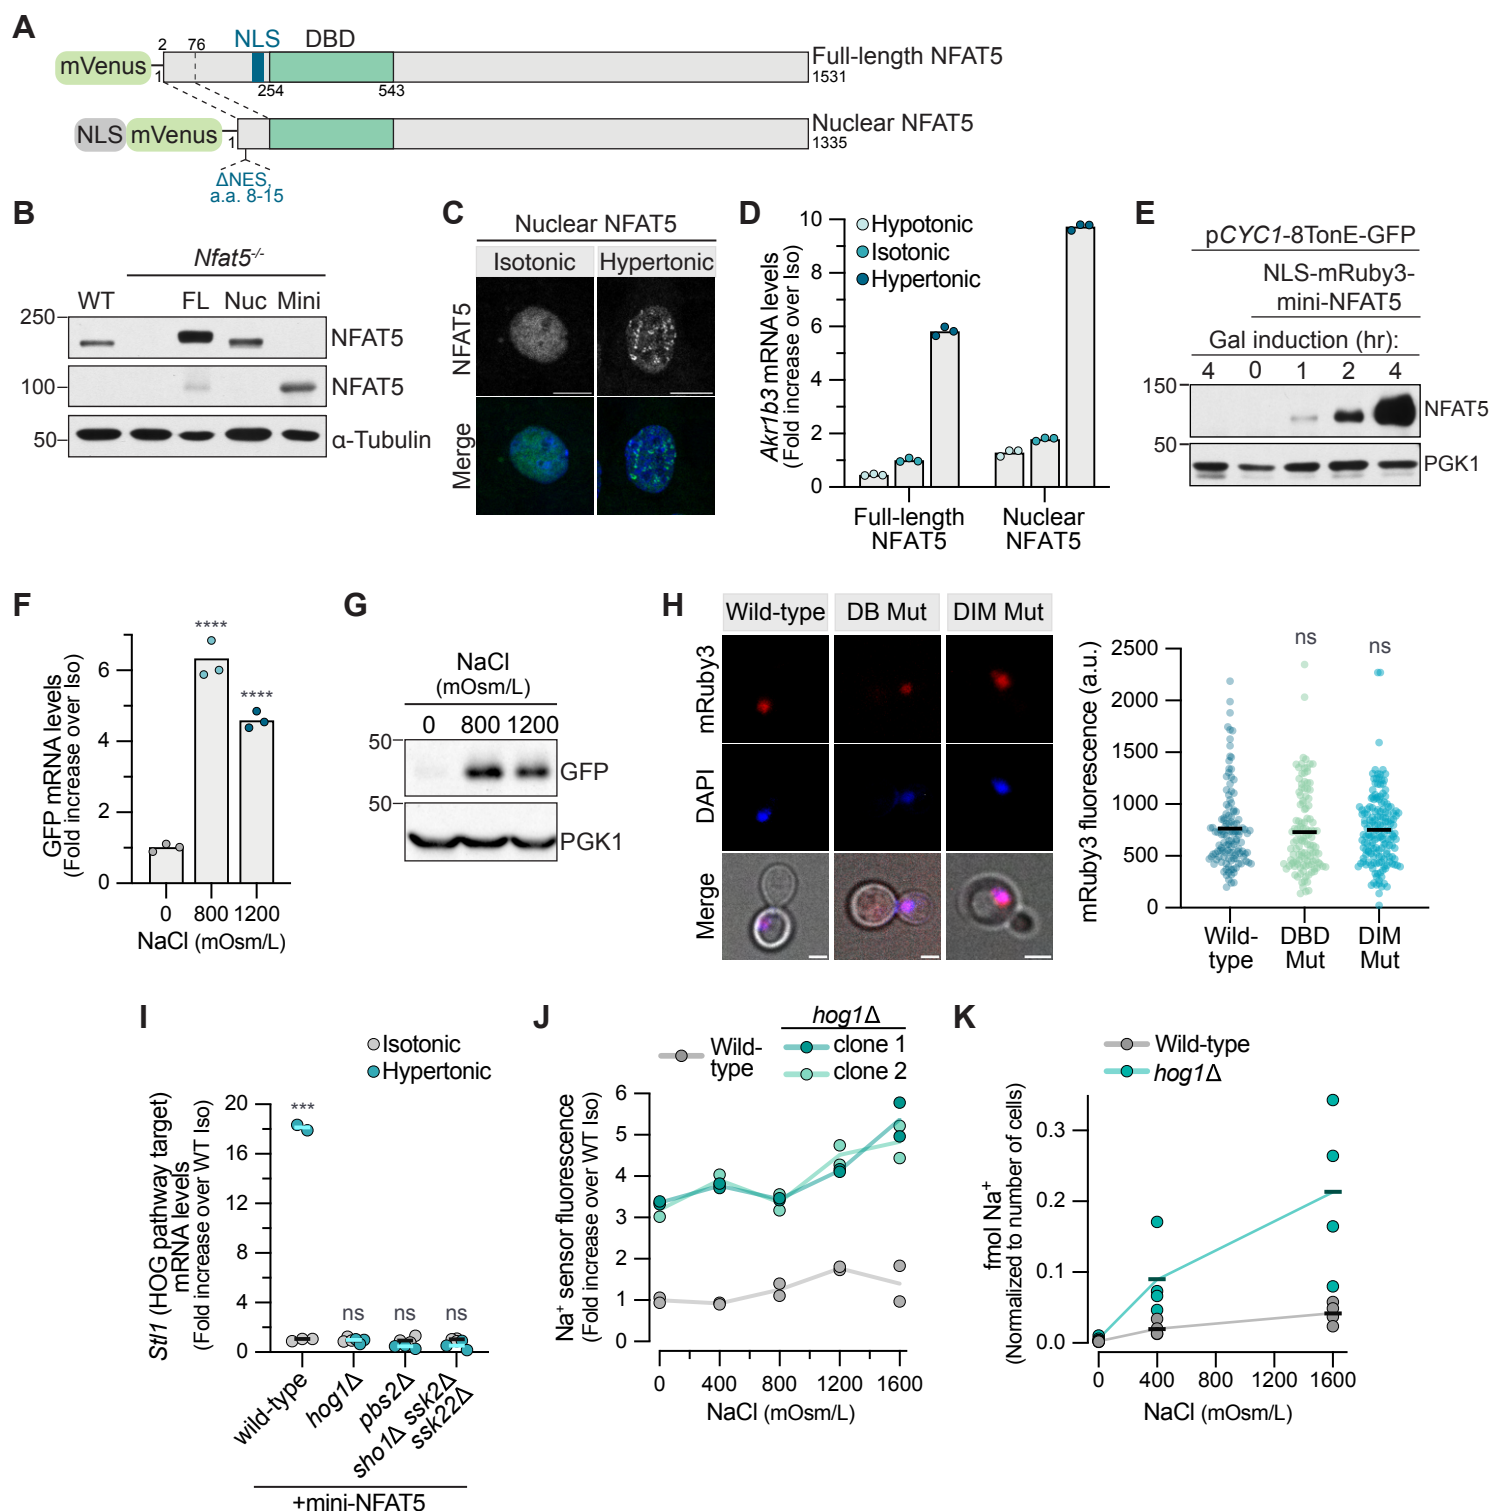 A
2
76
NLS
DBD
mVenus
1
254
543
Full-length NFAT5
1531
NLS
mVenus
1
Nuclear NFAT5
1335
ΔNES,
a.a. 8-15
B
Nfat5-/-
WT
FL
Nuc
Mini
250
NFAT5
100
NFAT5
50
α-Tubulin
C
Nuclear NFAT5
Isotonic
Hypertonic
NFAT5
Merge
D
Akr1b3 mRNA levels
(Fold increase over Iso)
10
8
6
4
2
0
Hypotonic
Isotonic
Hypertonic
Full-length
NFAT5
Nuclear
NFAT5
E
pCYC1-8TonE-GFP
NLS-mRuby3-
mini-NFAT5
Gal induction (hr):
4
0
1
2
4
150
NFAT5
50
PGK1
F
GFP mRNA levels
(Fold increase over Iso)
6
4
2
0
****
****
0
800
1200
NaCl (mOsm/L)
G
NaCl
(mOsm/L)
0
800
1200
50
GFP
50
PGK1
H
Wild-type
DB Mut
DIM Mut
mRuby3
DAPI
Merge
mRuby3 fluorescence (a.u.)
2500
2000
1500
1000
500
0
ns
ns
Wild-
type
DBD
Mut
DIM
Mut
I
Isotonic
Hypertonic
Stl1 (HOG pathway target)
mRNA levels
(Fold increase over WT Iso)
20
16
12
8
4
0
***
ns
ns
ns
wild-type
hog1Δ
pbs2Δ
sho1Δ ssk2Δ
ssk22Δ
+mini-NFAT5
J
Wild-
type
hog1Δ
clone 1
clone 2
Na+ sensor fluorescence
(Fold increase over WT Iso)
6
5
4
3
2
1
0
0
400
800
1200
1600
NaCl (mOsm/L)
K
Wild-type
hog1Δ
fmol Na+
(Normalized to number of cells)
0.3
0.2
0.1
0.0
0
400
800
1200
1600
NaCl (mOsm/L)